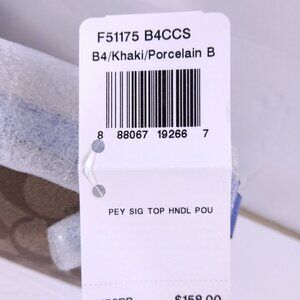 F51175 B4CCS
B4/Khaki/Porcelain B
8 88067 19266 7
PEY SIG TOP HNDL POU
$158.00